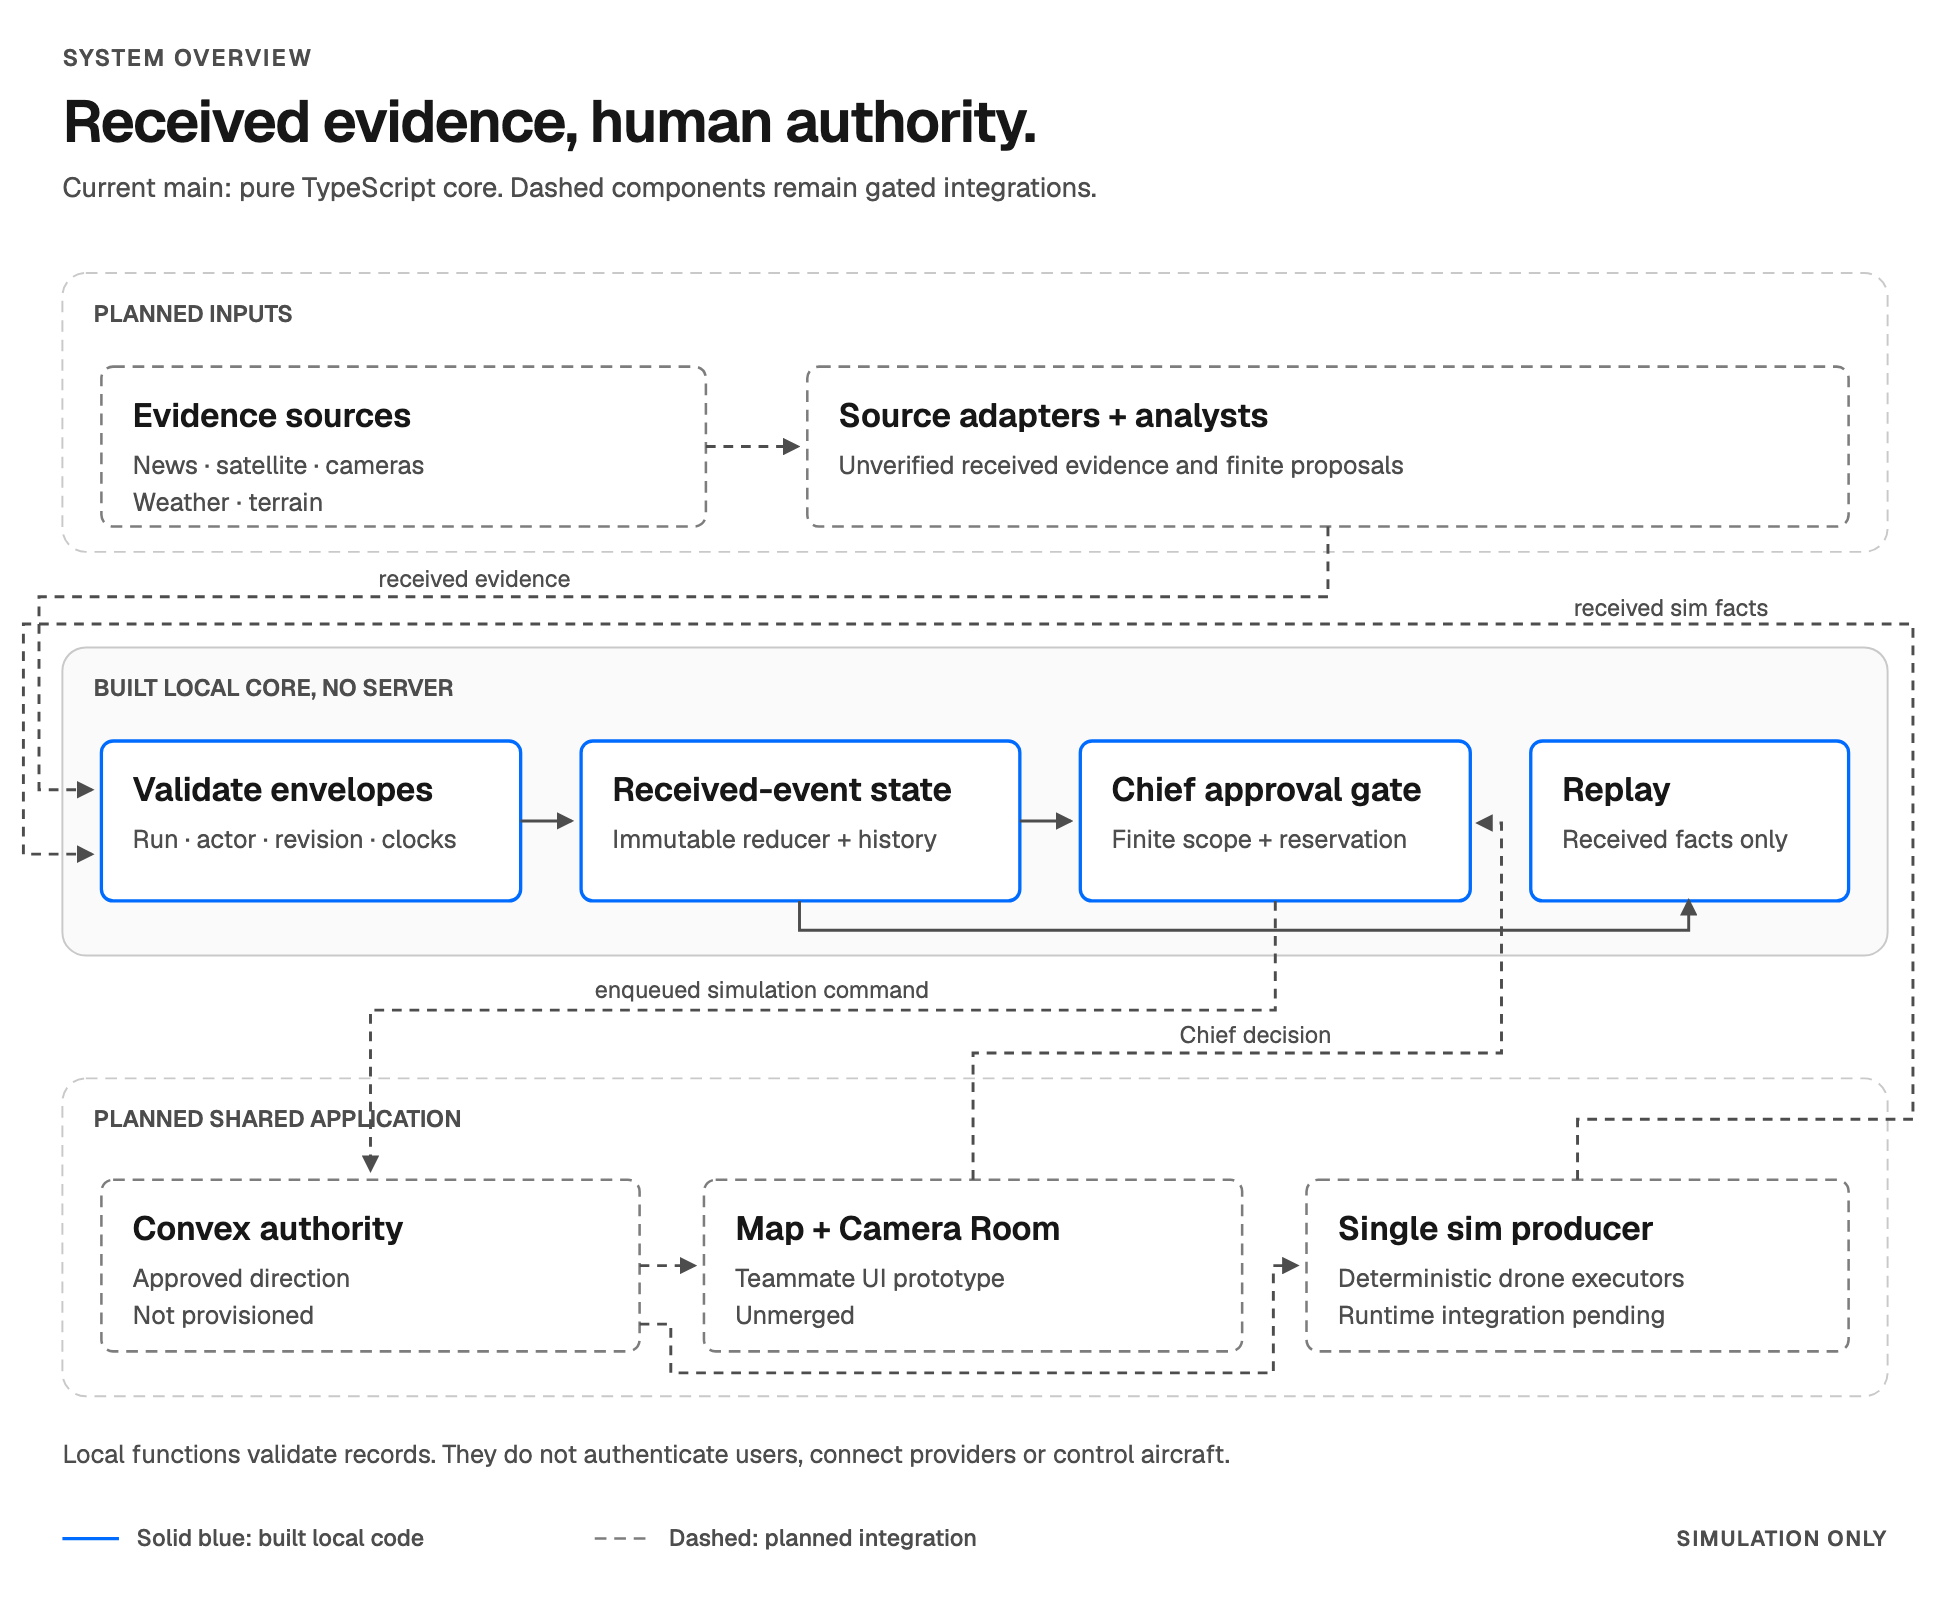 SYSTEM OVERVIEW
Received evidence, human authority.
Current main: pure TypeScript core. Dashed components remain gated integrations.
PLANNED INPUTS
Evidence sources
News · satellite · cameras
Weather · terrain
Source adapters + analysts
Unverified received evidence and finite proposals
received evidence
received sim facts
BUILT LOCAL CORE, NO SERVER
Validate envelopes
Run · actor · revision · clocks
Received-event state
Immutable reducer + history
Chief approval gate
Finite scope + reservation
Replay
Received facts only
enqueued simulation command
Chief decision
PLANNED SHARED APPLICATION
Convex authority
Approved direction
Not provisioned
Map + Camera Room
Teammate UI prototype
Unmerged
Single sim producer
Deterministic drone executors
Runtime integration pending
Local functions validate records. They do not authenticate users, connect providers or control aircraft.
Solid blue: built local code
Dashed: planned integration
SIMULATION ONLY